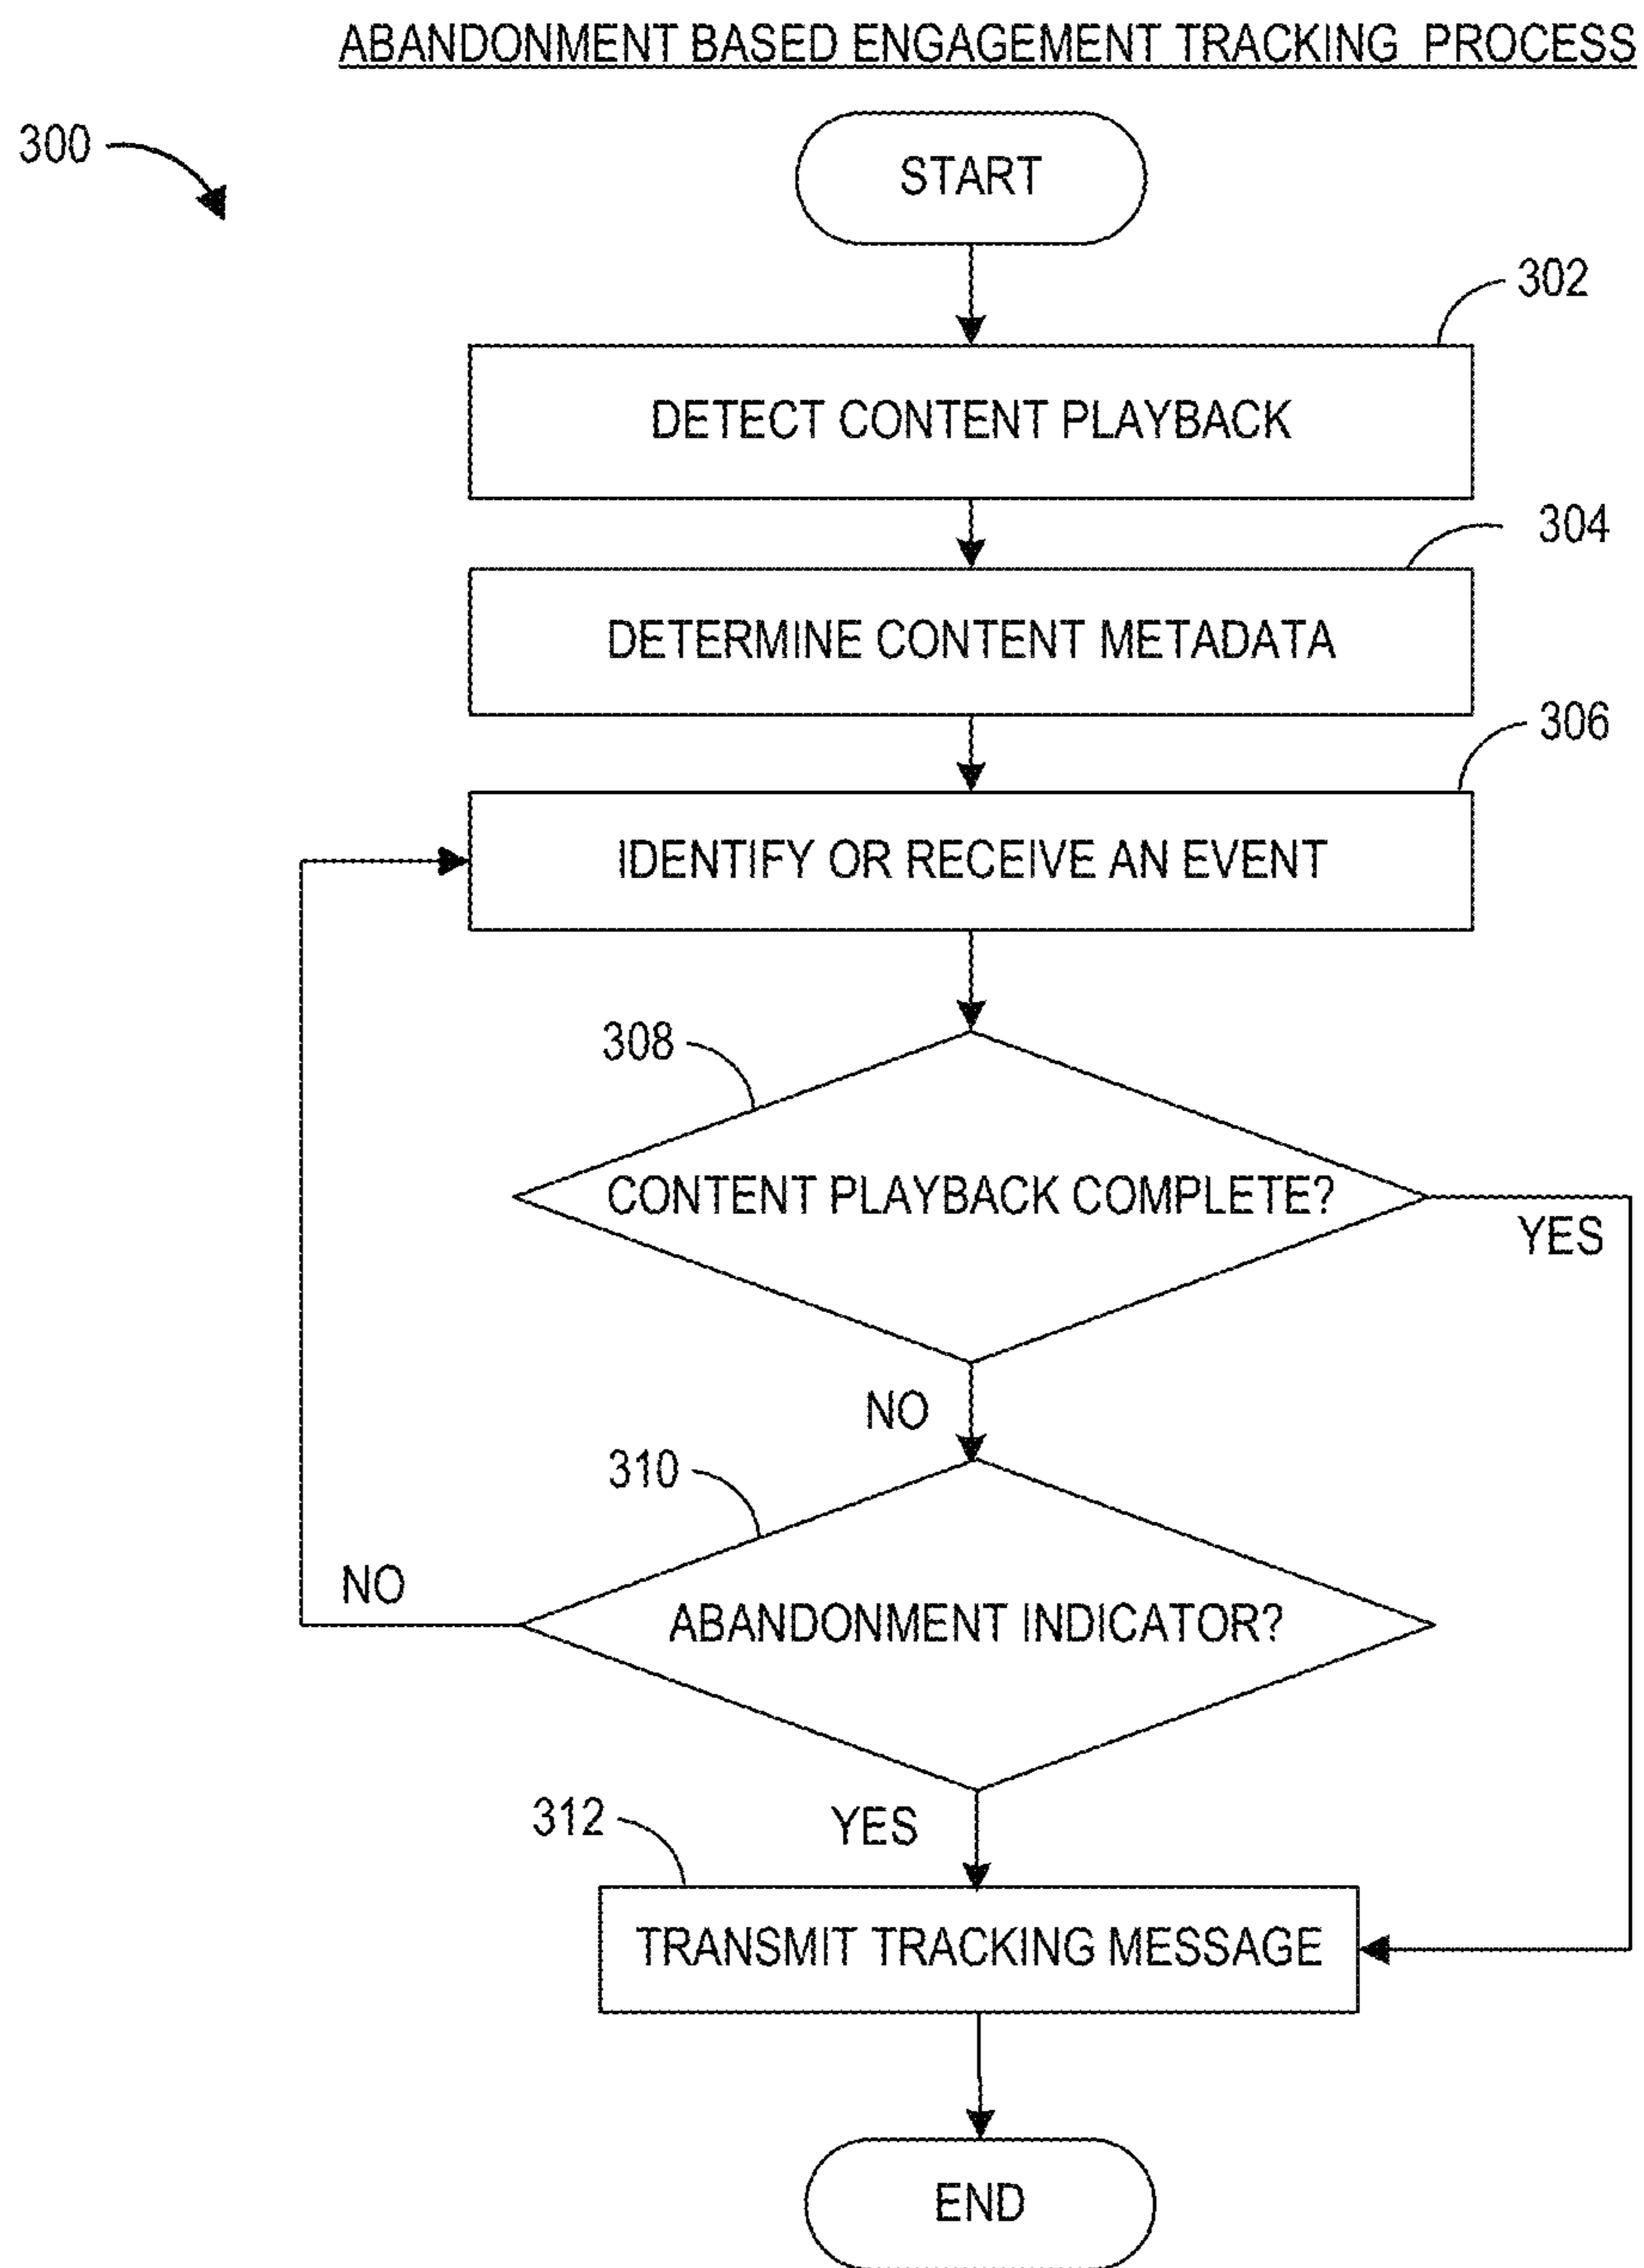 ABANDONMENT BASED ENGAGEMENT TRACKING PROCESS
300
START
302
DETECT CONTENT PLAYBACK
304
DETERMINE CONTENT METADATA
306
IDENTIFY OR RECEIVE AN EVENT
308
CONTENT PLAYBACK COMPLETE?
YES
NO
310
NO
ABANDONMENT INDICATOR?
312
YES
TRANSMIT TRACKING MESSAGE
END